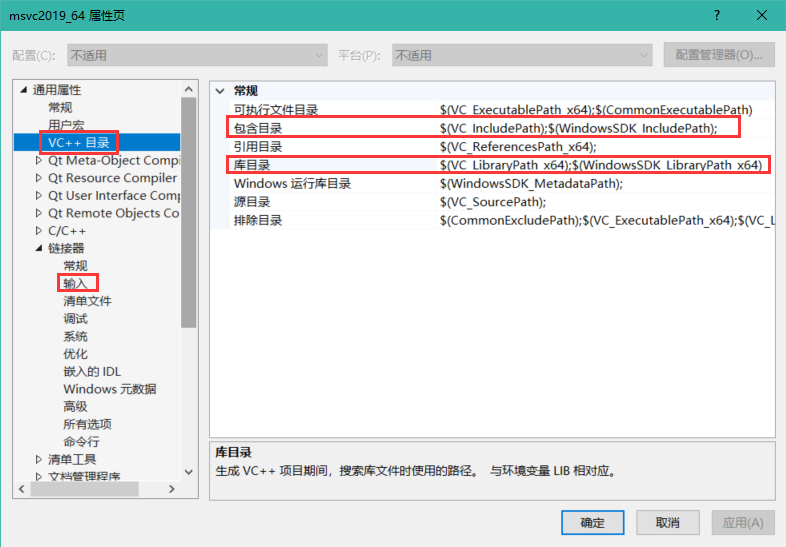 msvc2019_64 属性页
配置(C): 不适用 平台(P): 不适用 配置管理器(O)...
通用属性
常规
用户宏
VC++ 目录
Qt Meta-Object Compi
Qt Resource Compiler
Qt User Interface Comp
Qt Remote Objects Co
C/C++
链接器
常规
输入
清单文件
调试
系统
优化
嵌入的 IDL
Windows 元数据
高级
所有选项
命令行
清单工具
文档管理程序
常规
可执行文件目录 $(VC_ExecutablePath_x64);$(CommonExecutablePath)
包含目录 $(VC_IncludePath);$(WindowsSDK_IncludePath);
引用目录 $(VC_ReferencesPath_x64);
库目录 $(VC_LibraryPath_x64);$(WindowsSDK_LibraryPath_x64)
Windows 运行库目录 $(WindowsSDK_MetadataPath);
源目录 $(VC_SourcePath);
排除目录 $(CommonExcludePath);$(VC_ExecutablePath_x64);$(VC_L
库目录
生成 VC++ 项目期间，搜索库文件时使用的路径。 与环境变量 LIB 相对应。
确定 取消 应用(A)